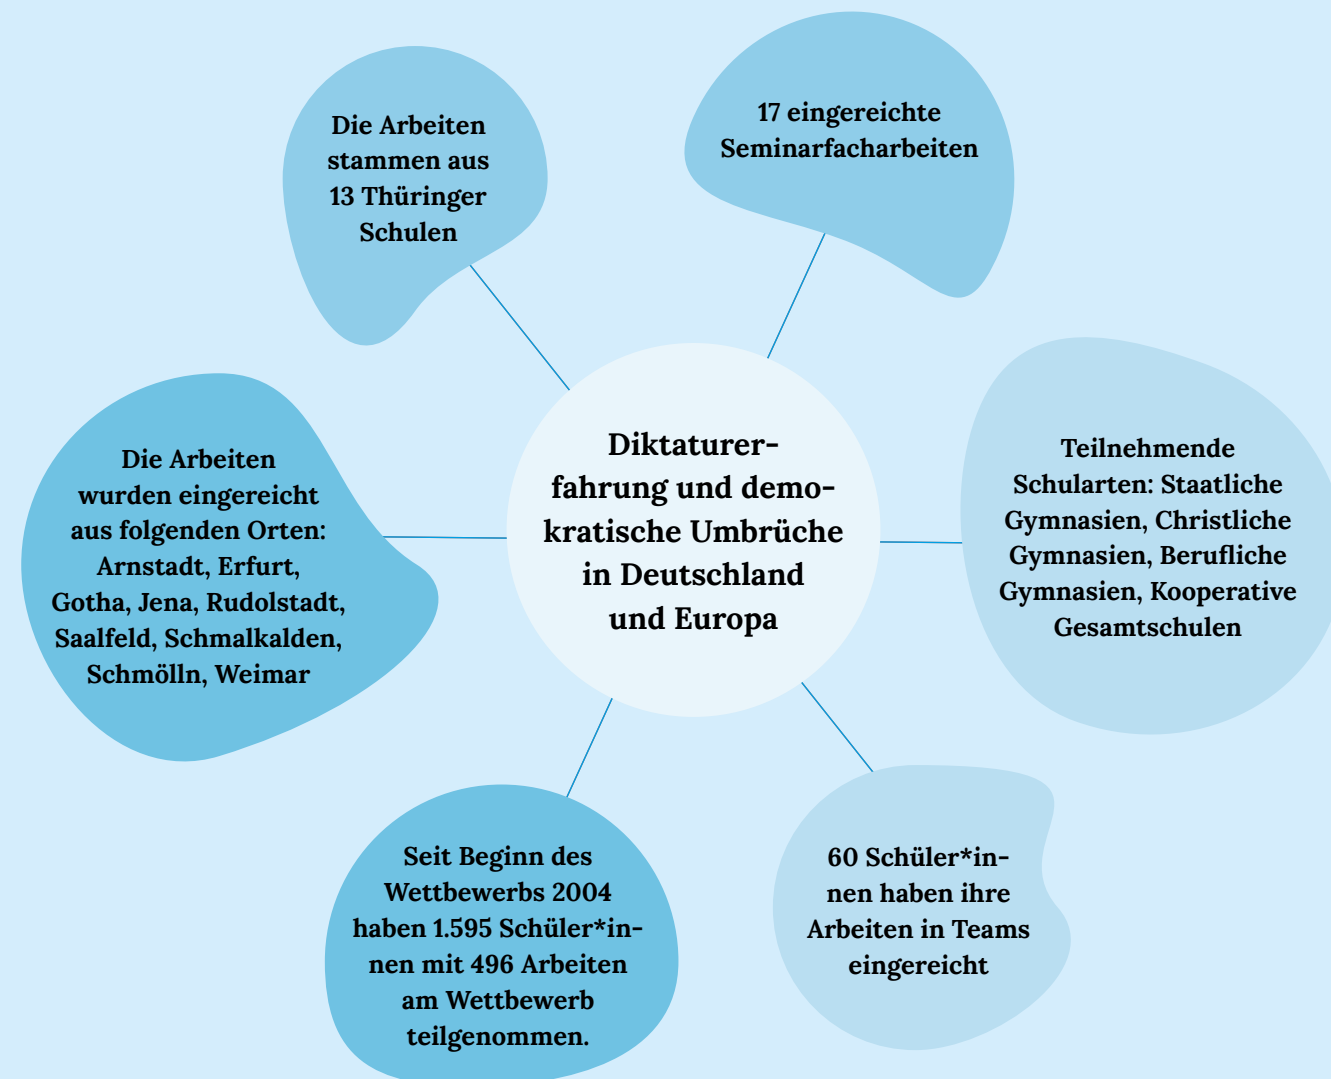 Die Arbeiten
stammen aus
13 Thüringer
Schulen
17 eingereichte
Seminarfacharbeiten
Die Arbeiten
wurden eingereicht
aus folgenden Orten:
Arnstadt, Erfurt,
Gotha, Jena, Rudolstadt,
Saalfeld, Schmalkalden,
Schmölln, Weimar
Diktaturer-
fahrung und demo-
kratische Umbrüche
in Deutschland
und Europa
Teilnehmende
Schularten: Staatliche
Gymnasien, Christliche
Gymnasien, Berufliche
Gymnasien, Kooperative
Gesamtschulen
Seit Beginn des
Wettbewerbs 2004
haben 1.595 Schüler*in-
nen mit 496 Arbeiten
am Wettbewerb
teilgenommen.
60 Schüler*in-
nen haben ihre
Arbeiten in Teams
eingereicht